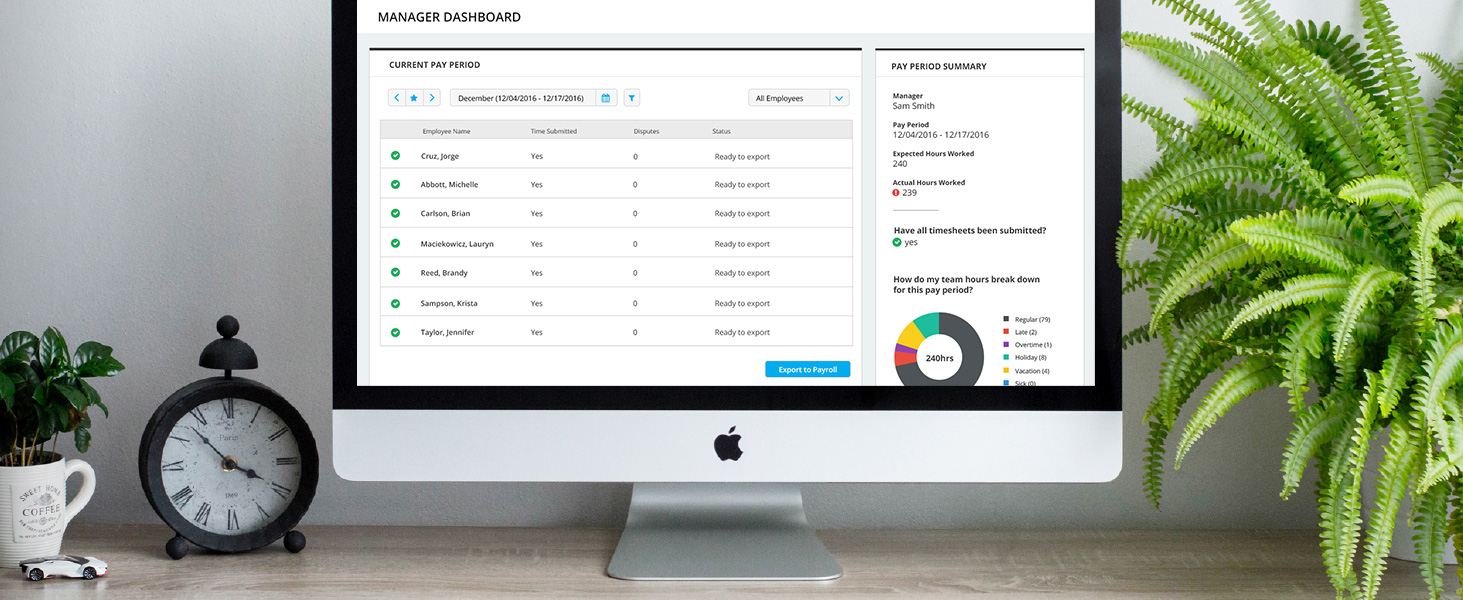 MANAGER DASHBOARD
CURRENT PAY PERIOD
December (12/04/2016 - 12/17/2016)
All Employees
Employee Name Time Submitted Disputes Status
Cruz, Jorge Yes 0 Ready to export
Abbott, Michelle Yes 0 Ready to export
Carlson, Brian Yes 0 Ready to export
Maciekowicz, Lauryn Yes 0 Ready to export
Reed, Brandy Yes 0 Ready to export
Sampson, Krista Yes 0 Ready to export
Taylor, Jennifer Yes 0 Ready to export
Export to Payroll
PAY PERIOD SUMMARY
Manager
Sam Smith
Pay Period
12/04/2016 - 12/17/2016
Expected Hours Worked
240
Actual Hours Worked
239
Have all timesheets been submitted?
yes
How do my team hours break down
for this pay period?
240hrs
Regular (79)
Late (2)
Overtime (1)
Holiday (8)
Vacation (4)
Sick (0)
Paris
SWEET HOME
COFFEE